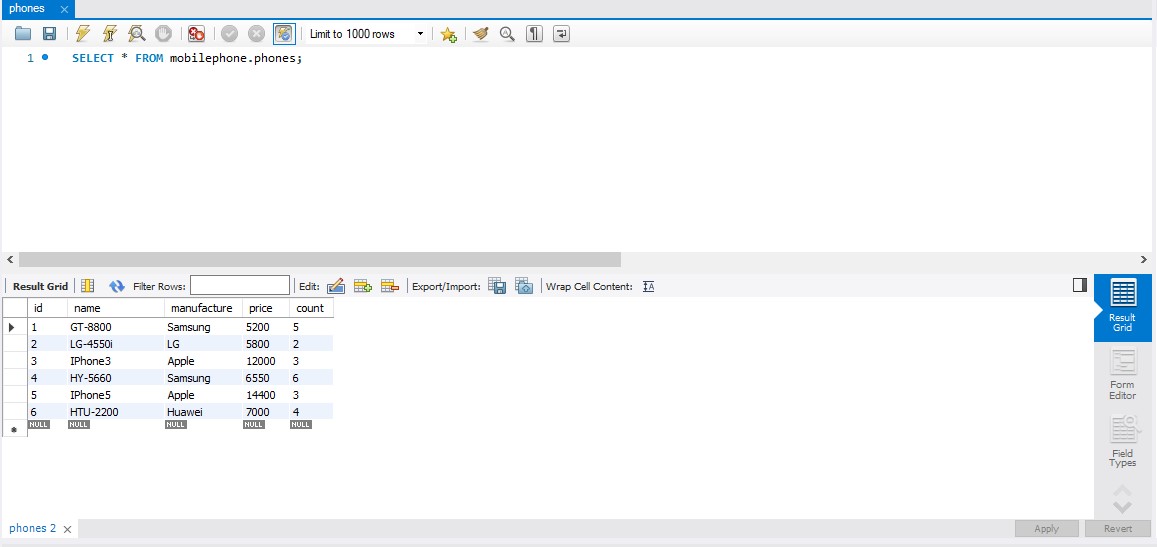 phones
Limit to 1000 rows
1 SELECT * FROM mobilephone.phones;
Result Grid Filter Rows: Edit: Export/Import: Wrap Cell Content: IA
id name manufacture price count
1 GT-8800 Samsung 5200 5
2 LG-4550i LG 5800 2
3 IPhone3 Apple 12000 3
4 HY-5660 Samsung 6550 6
5 IPhone5 Apple 14400 3
6 HTU-2200 Huawei 7000 4
NULL NULL NULL NULL NULL
Result
Grid
Form
Editor
Field
Types
phones 2 Apply Revert